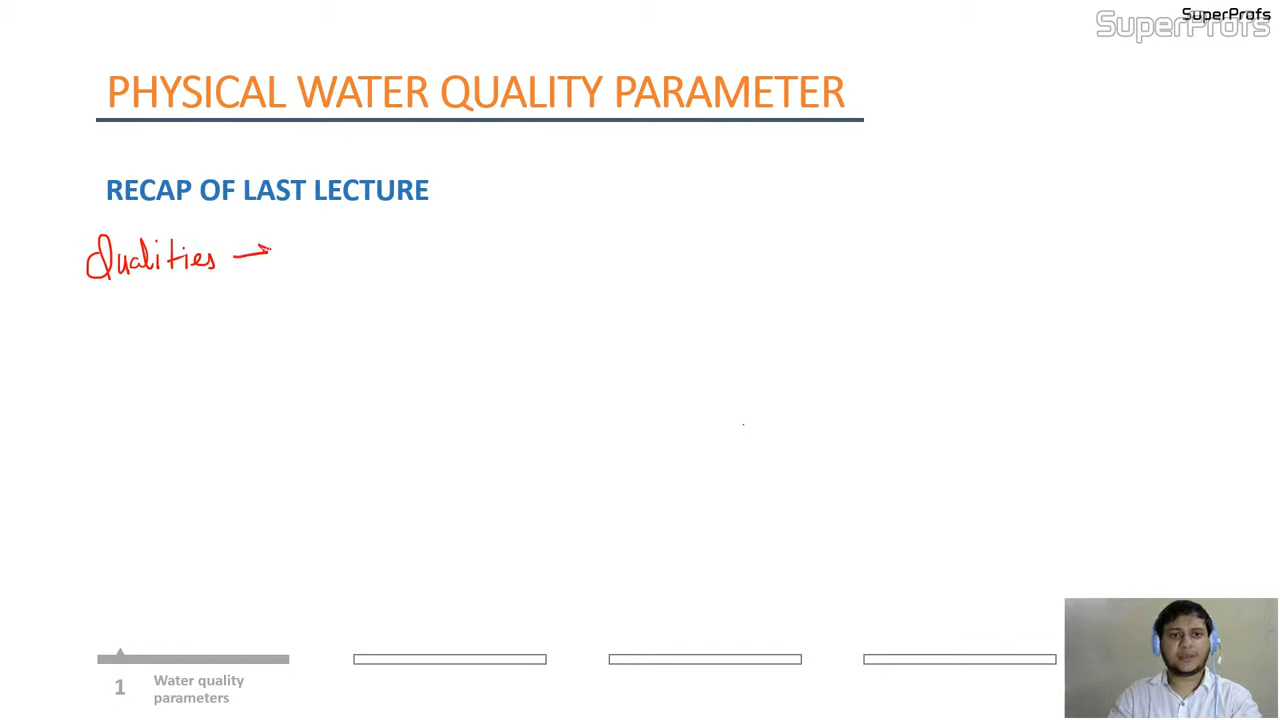 SuperProfs
SuperProfs
PHYSICAL WATER QUALITY PARAMETER
RECAP OF LAST LECTURE
Qualities →
1 Water quality
parameters